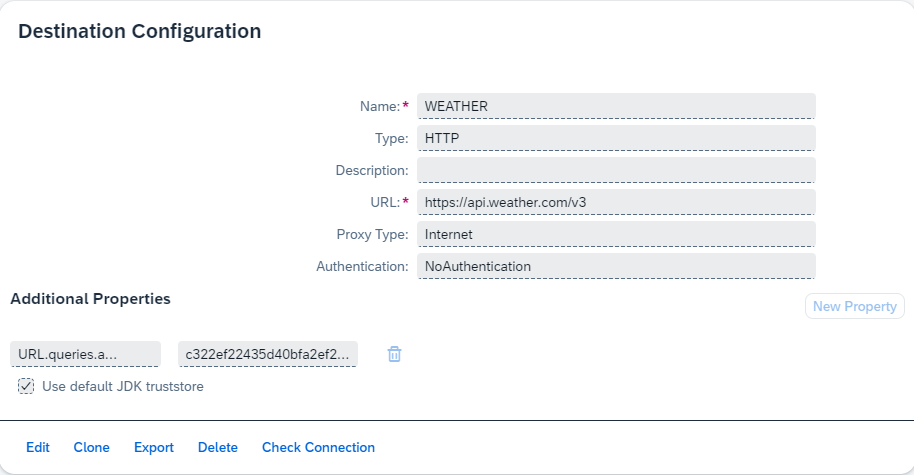 Destination Configuration
Name:* WEATHER
Type: HTTP
Description:
URL:* https://api.weather.com/v3
Proxy Type: Internet
Authentication: NoAuthentication
Additional Properties
New Property
URL.queries.a... c322ef22435d40bfa2ef2...
Use default JDK truststore
Edit Clone Export Delete Check Connection